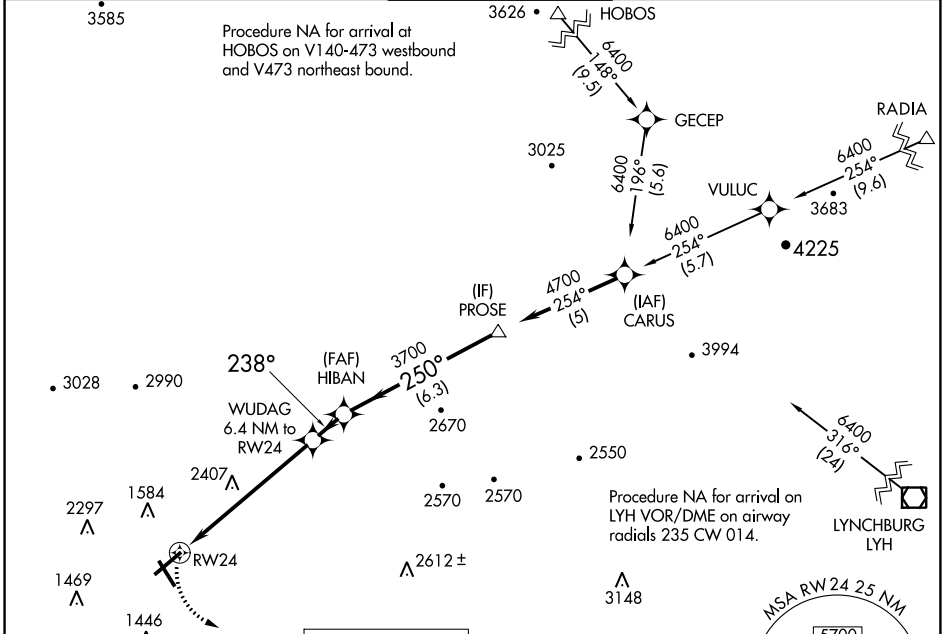 3585
Procedure NA for arrival at
HOBOS on V140-473 westbound
and V473 northeast bound.
3626
HOBOS
6400
148°
(9.5)
GECEP
RADIA
3025
6400
196°
(5.6)
6400
254°
(9.6)
VULUC
3683
6400
254°
(5.7)
4225
4700
254°
(5)
(IF)
PROSE
(IAF)
CARUS
3700
250°
(6.3)
238°
(FAF)
HIBAN
3994
3028
2990
WUDAG
6.4 NM to
RW24
2670
6400
316°
(24)
2407
2550
2297
1584
2570
2570
Procedure NA for arrival on
LYH VOR/DME on airway
radials 235 CW 014.
LYNCHBURG
LYH
RW24
2612 ±
1469
3148
1446
MSA RW24 25 NM
5700